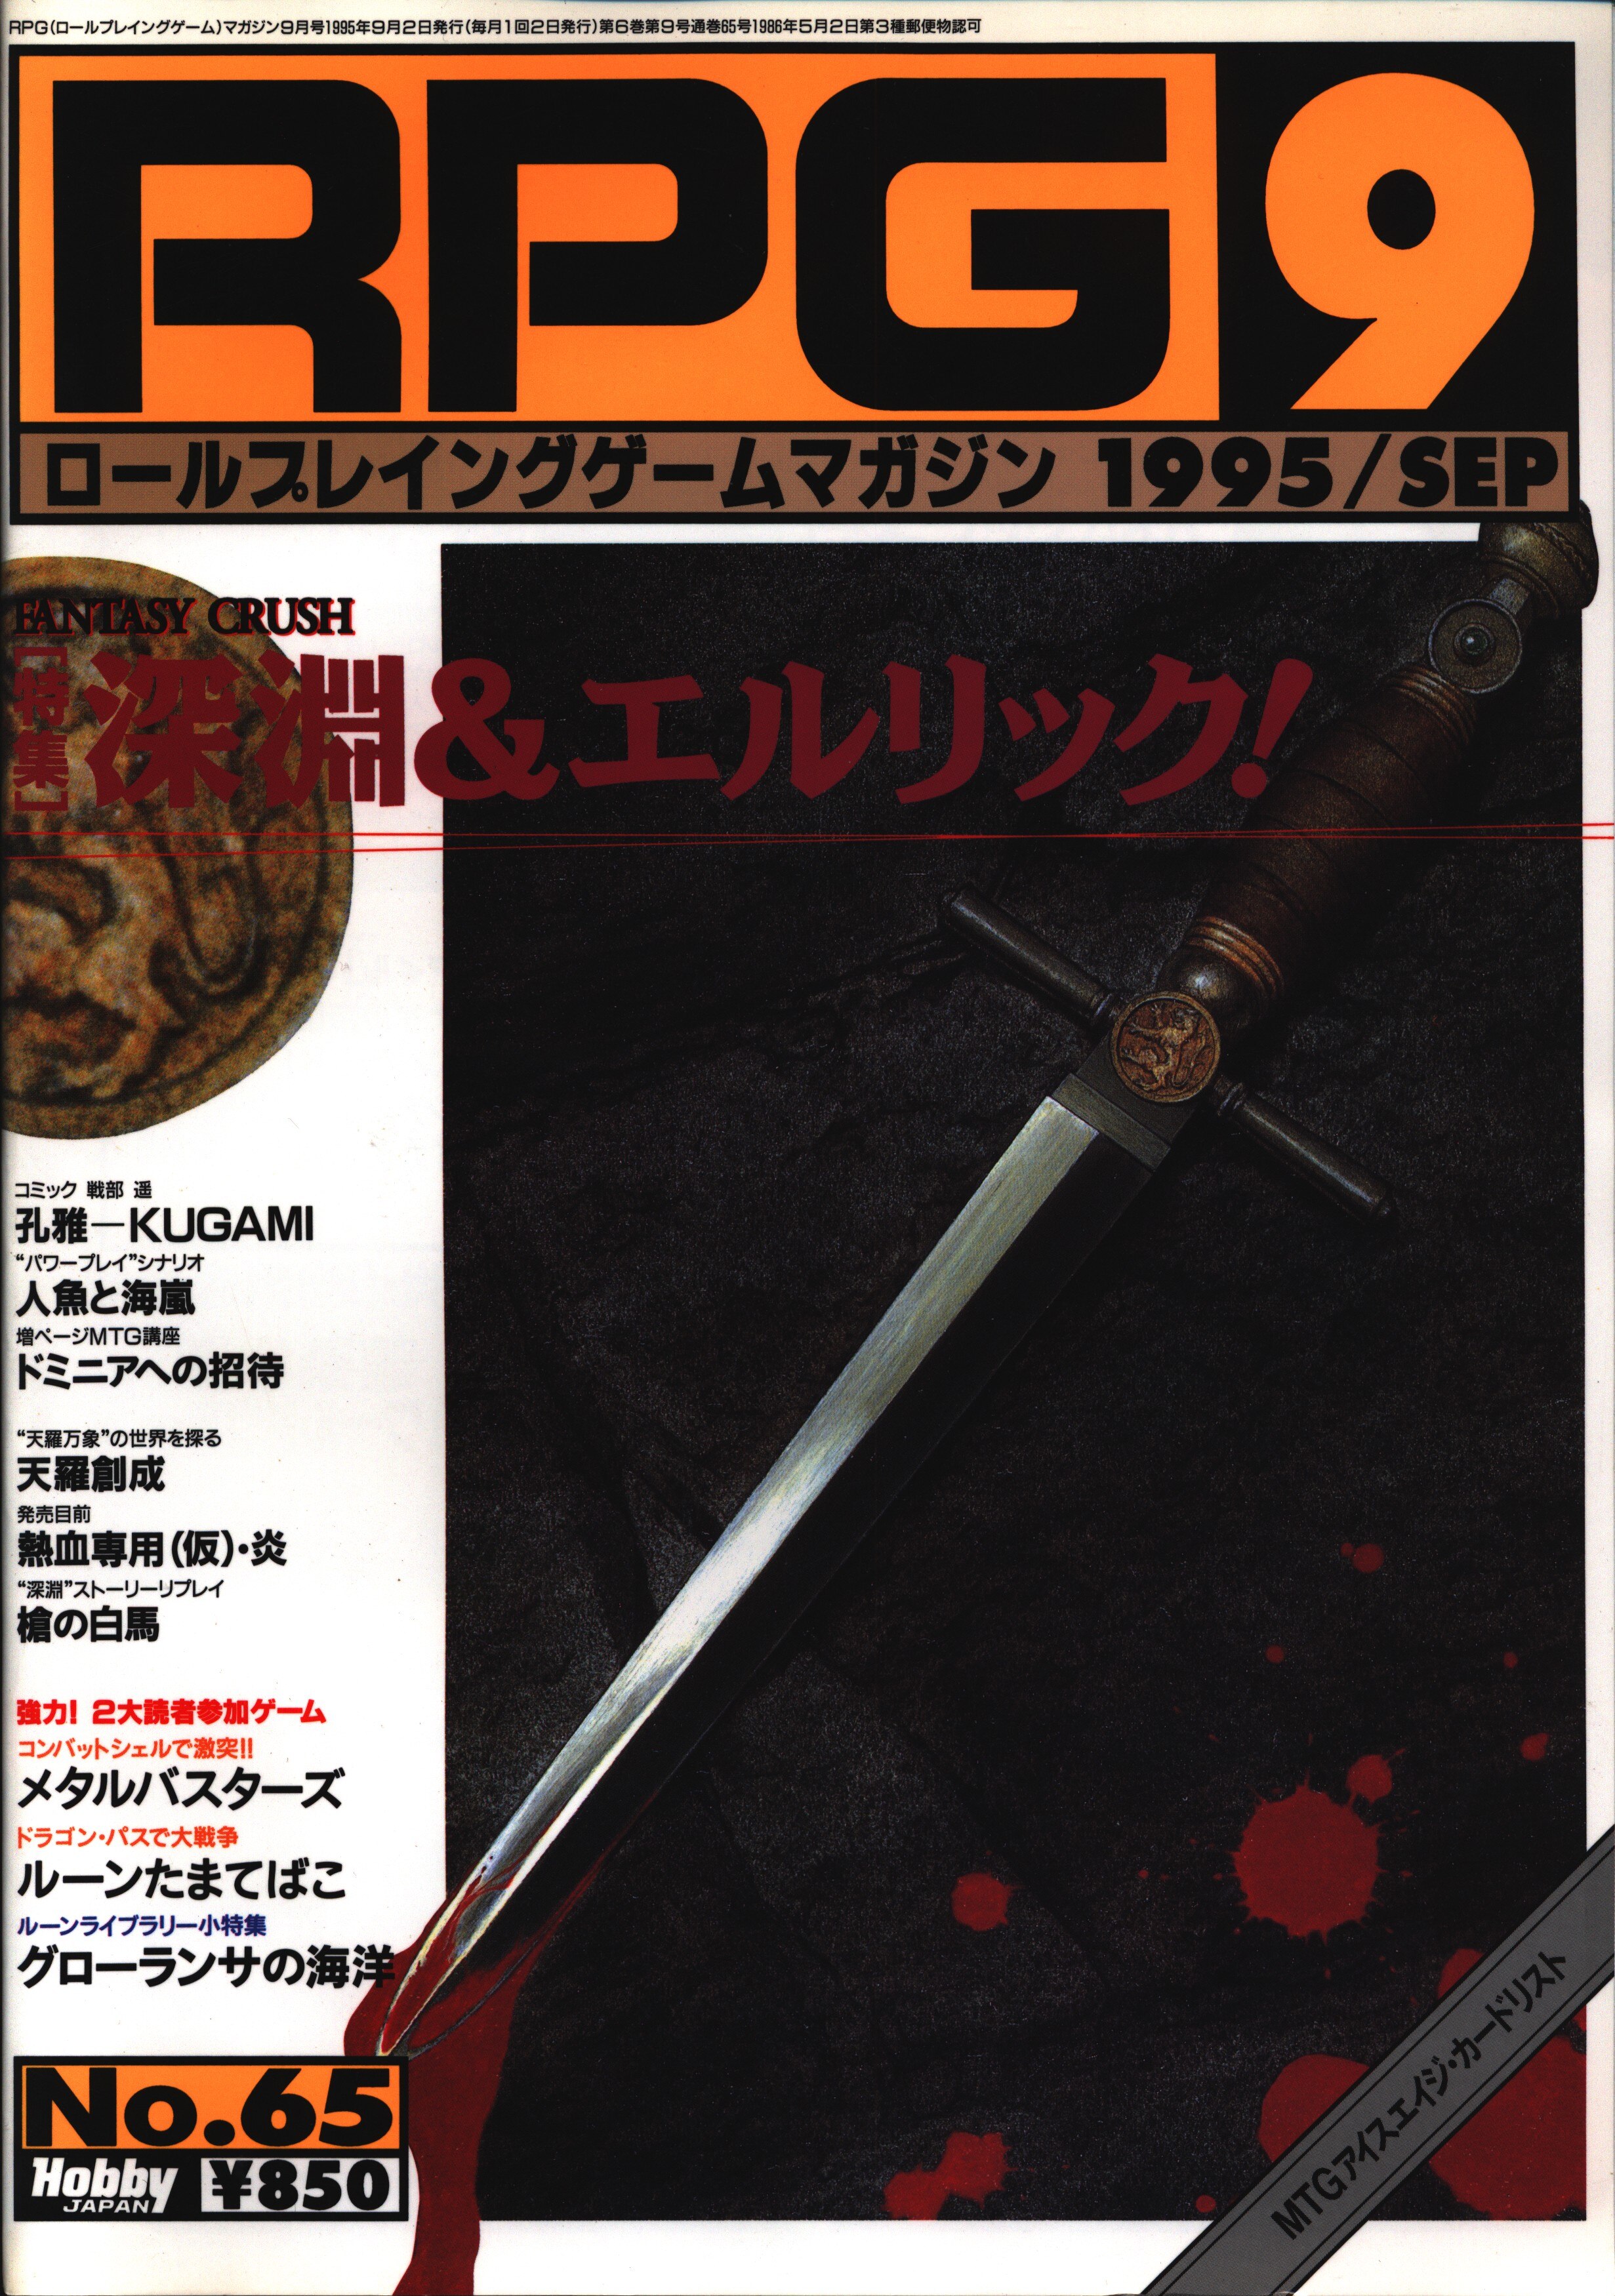 RPG(ロールプレイングゲーム)マガジン9月号1995年9月2日発行(毎月1回2日発行)第6巻第9号通巻65号1986年5月2日第3種郵便物認可
RPG9
ロールプレイングゲームマガジン 1995/SEP
FANTASY CRUSH
[特集]深淵&エルリック!
コミック 戦部 遥
孔雅―KUGAMI
“パワープレイ”シナリオ
人魚と海嵐
増ページMTG講座
ドミニアへの招待
“天羅万象”の世界を探る
天羅創成
発売目前
熱血専用(仮)・炎
“深淵”ストーリーリプレイ
槍の白馬
強力! 2大読者参加ゲーム
コンバットシェルで激突!!
メタルバスターズ
ドラゴン・パスで大戦争
ルーンたまてばこ
ルーンライブラリー小特集
グローランサの海洋
No.65
Hobby
JAPAN
¥850
MTGアイスエイジ・カードリスト